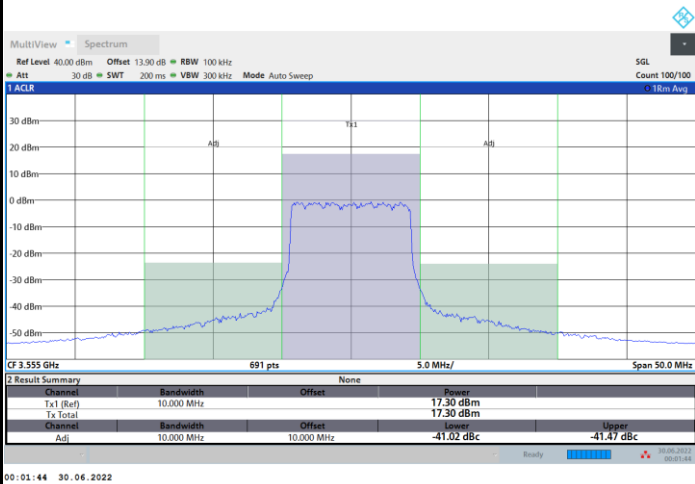 MultiView Spectrum
Ref Level 40.00 dBm Offset 13.90 dB RBW 100 kHz SGL
Att 30 dB SWT 200 ms VBW 300 kHz Mode Auto Sweep Count 100/100
1 ACLR 1Rm Avg
30 dBm
Tx1
20 dBm Adj Adj
10 dBm
0 dBm
-10 dBm
-20 dBm
-30 dBm
-40 dBm
-50 dBm
CF 3.555 GHz 691 pts 5.0 MHz/ Span 50.0 MHz
2 Result Summary None
Channel Bandwidth Offset Power
Tx1 (Ref) 10.000 MHz 17.30 dBm
Tx Total 17.30 dBm
Channel Bandwidth Offset Lower Upper
Adj 10.000 MHz 10.000 MHz -41.02 dBc -41.47 dBc
Ready 30.06.2022
00:01:44
00:01:44 30.06.2022